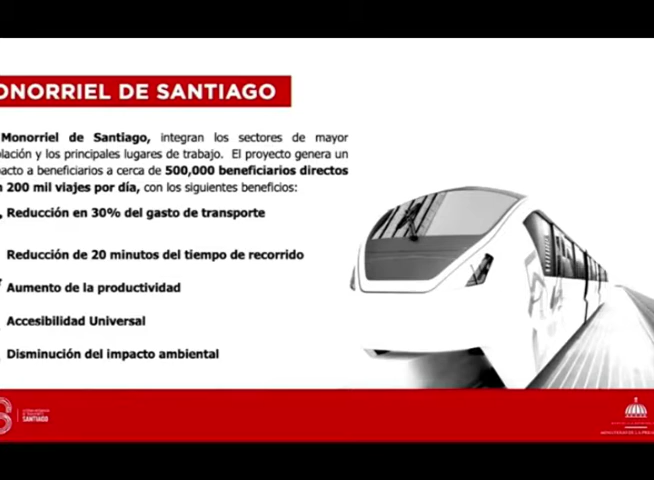 ONORRIEL DE SANTIAGO
Monorriel de Santiago, integran los sectores de mayor
lación y los principales lugares de trabajo. El proyecto genera un
acto a beneficiarios a cerca de 500,000 beneficiarios directos
200 mil viajes por día, con los siguientes beneficios:
Reducción en 30% del gasto de transporte
Reducción de 20 minutos del tiempo de recorrido
Aumento de la productividad
Accesibilidad Universal
Disminución del impacto ambiental
SANTIAGO